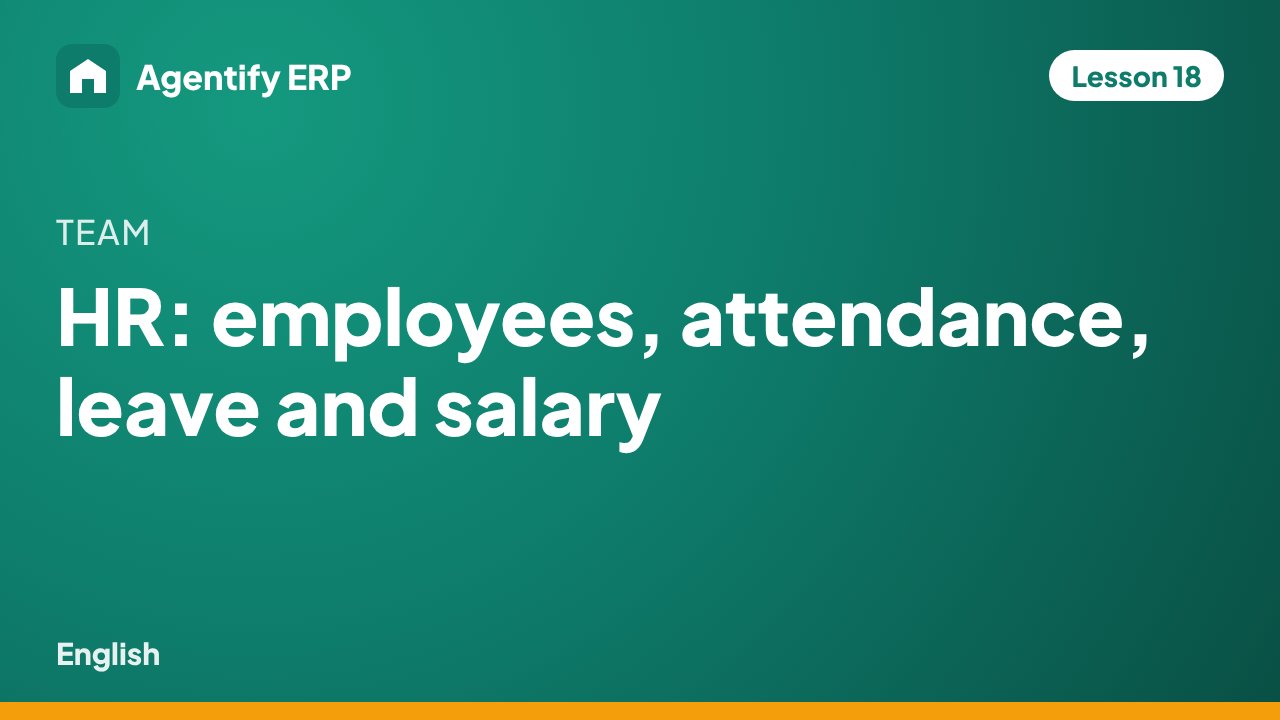 Agentify ERP
Lesson 18
TEAM
HR: employees, attendance,
leave and salary
English